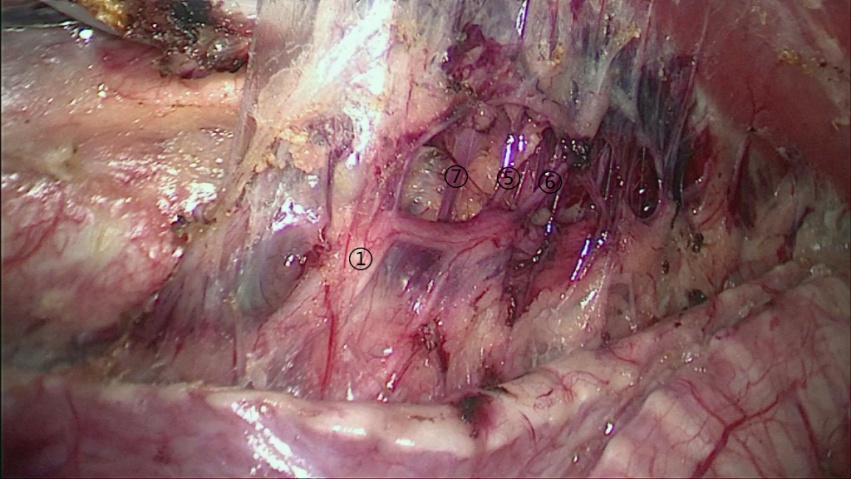 ⑦ ⑤ ⑥
①